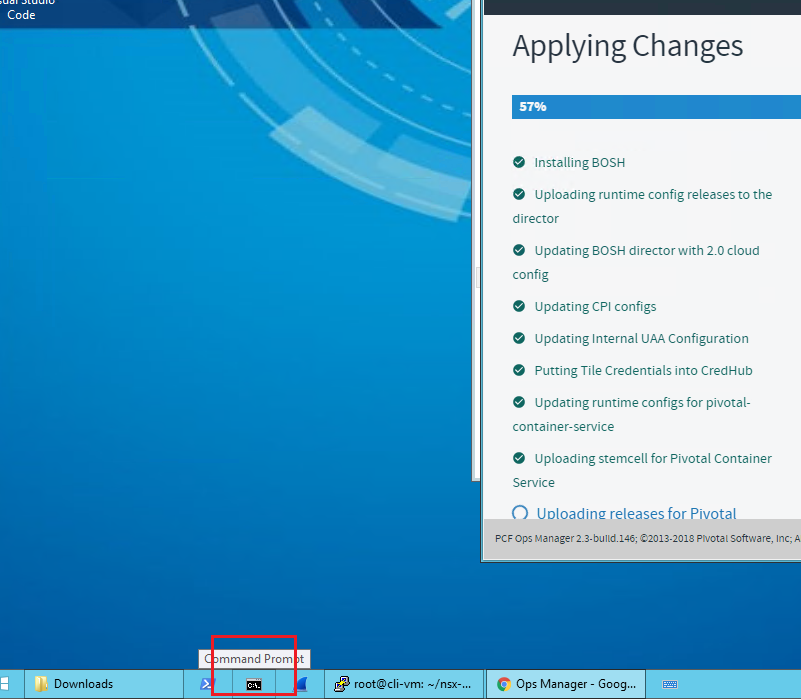 Code
Applying Changes
57%
Installing BOSH
Uploading runtime config releases to the
director
Updating BOSH director with 2.0 cloud
config
Updating CPI configs
Updating Internal UAA Configuration
Putting Tile Credentials into CredHub
Updating runtime configs for pivotal-
container-service
Uploading stemcell for Pivotal Container
Service
Uploading releases for Pivotal
PCF Ops Manager 2.3-build.146; ©2013-2018 Pivotal Software, Inc; A
Command Prompt
Downloads
C:\.
root@cli-vm: ~/nsx-...
Ops Manager - Goog...